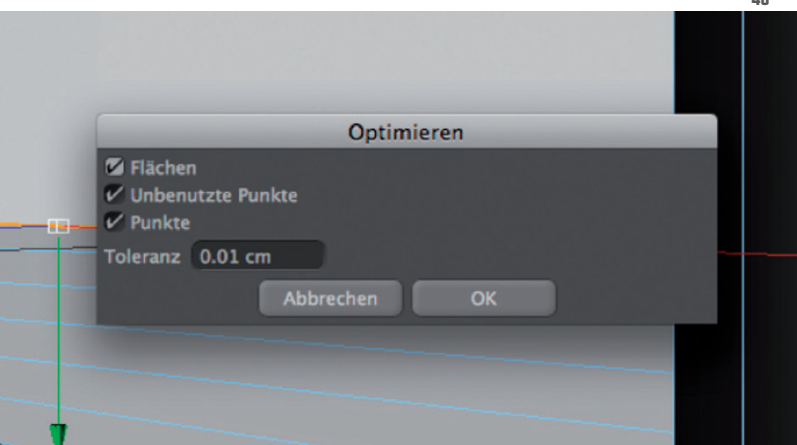 Optimieren
Flächen
Unbenutzte Punkte
Punkte
Toleranz 0.01 cm
Abbrechen OK